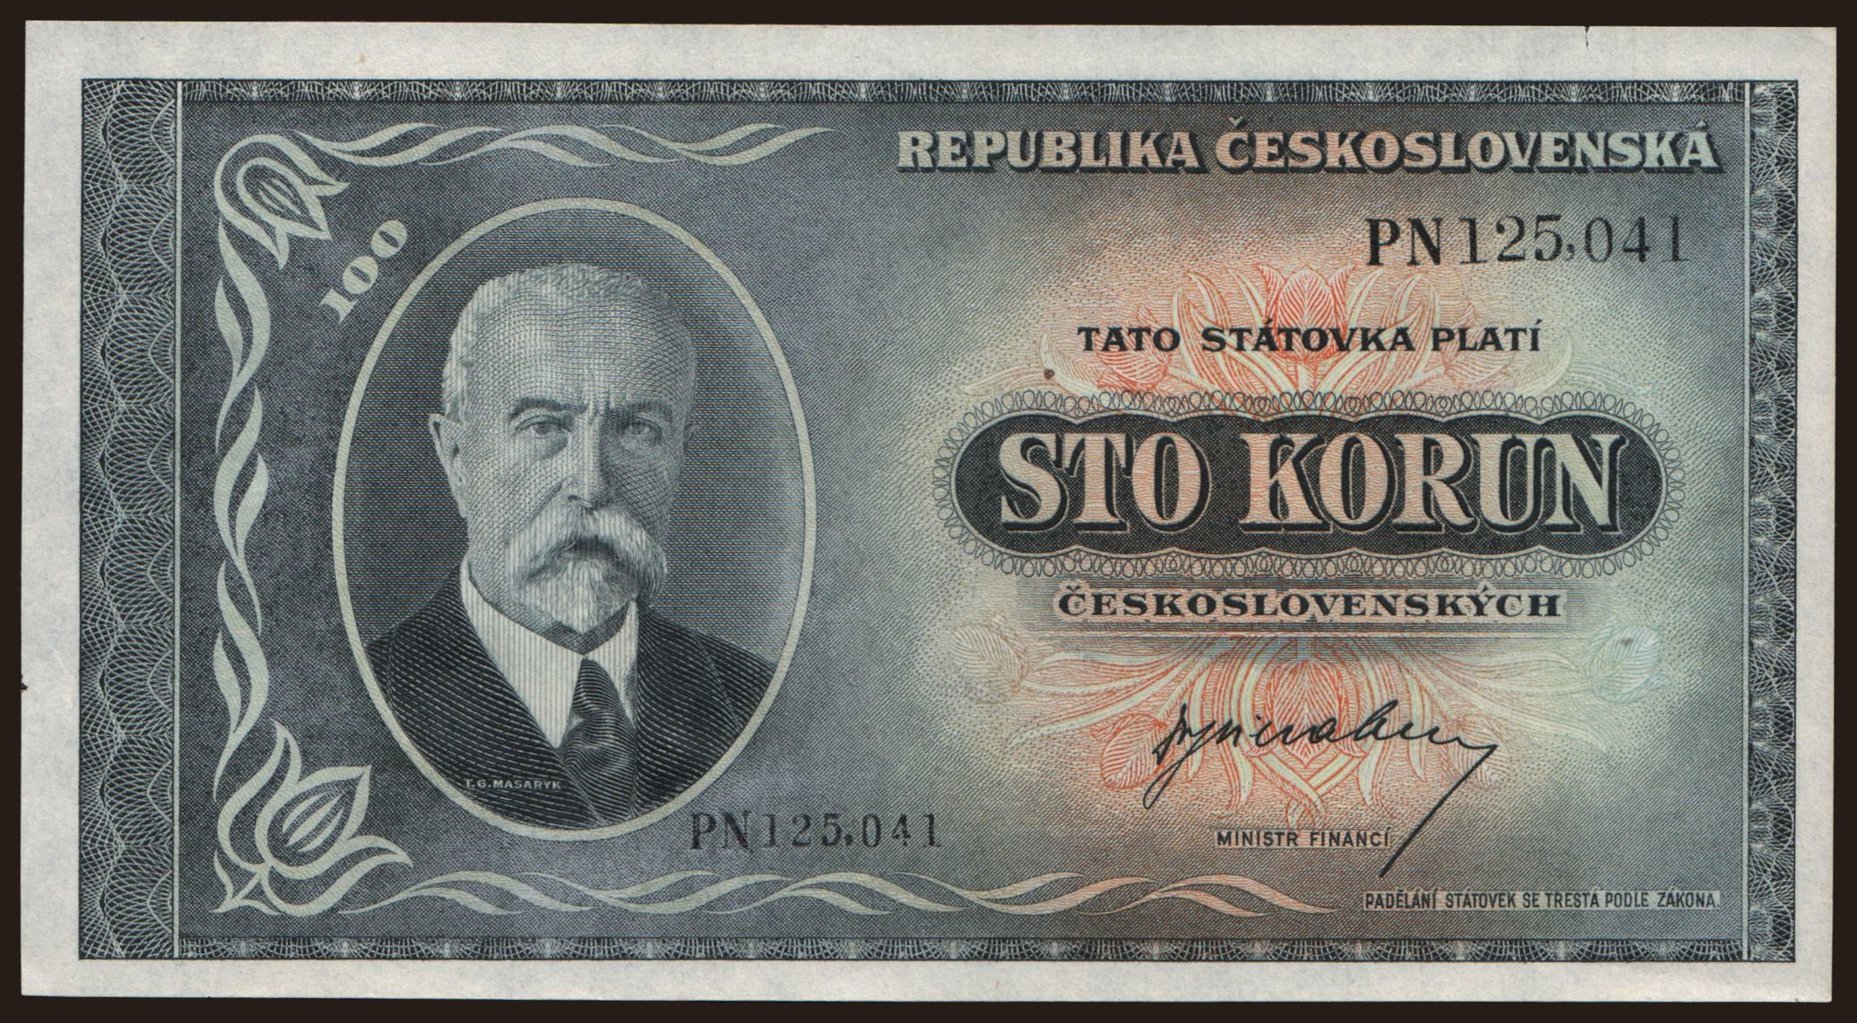 REPUBLIKA ČESKOSLOVENSKÁ
100
PN125,041
TATO STÁTOVKA PLATÍ
STO KORUN
ČESKOSLOVENSKÝCH
T.G.MASARYK
PN125,041
MINISTR FINANCÍ
PADĚLÁNÍ STÁTOVEK SE TRESTÁ PODLE ZÁKONA.